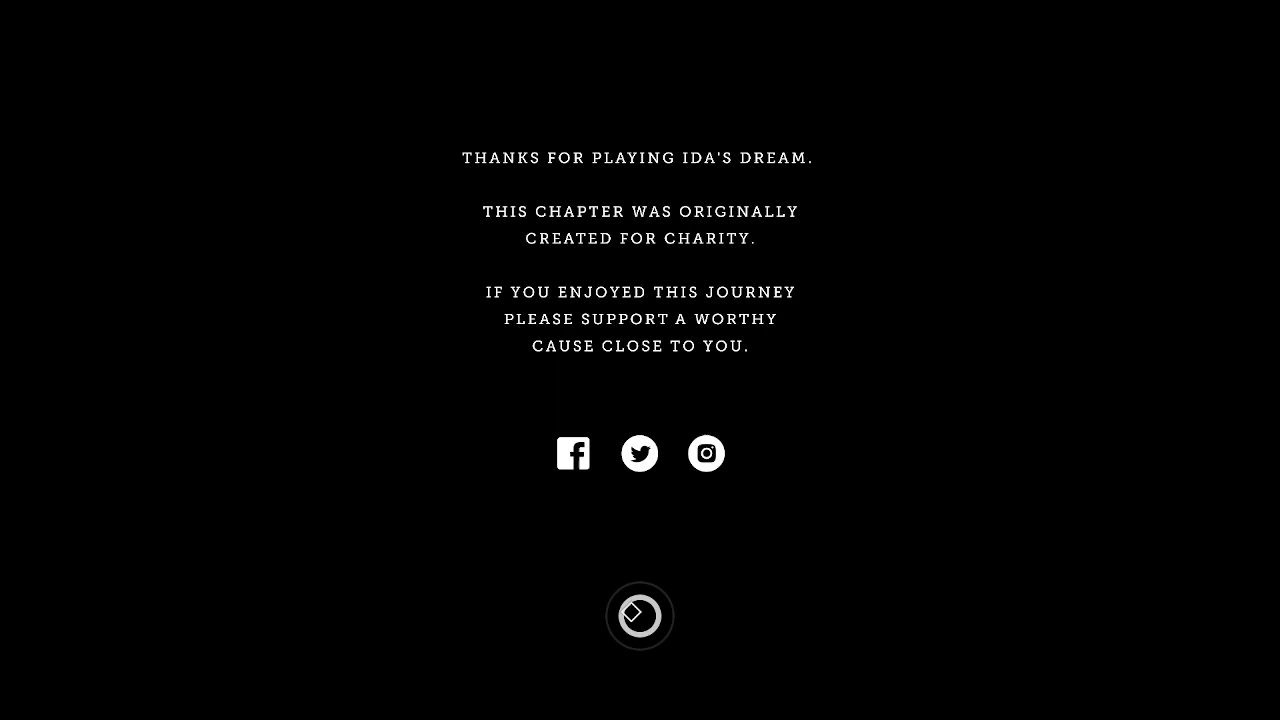 THANKS FOR PLAYING IDA'S DREAM.
THIS CHAPTER WAS ORIGINALLY
CREATED FOR CHARITY.
IF YOU ENJOYED THIS JOURNEY
PLEASE SUPPORT A WORTHY
CAUSE CLOSE TO YOU.